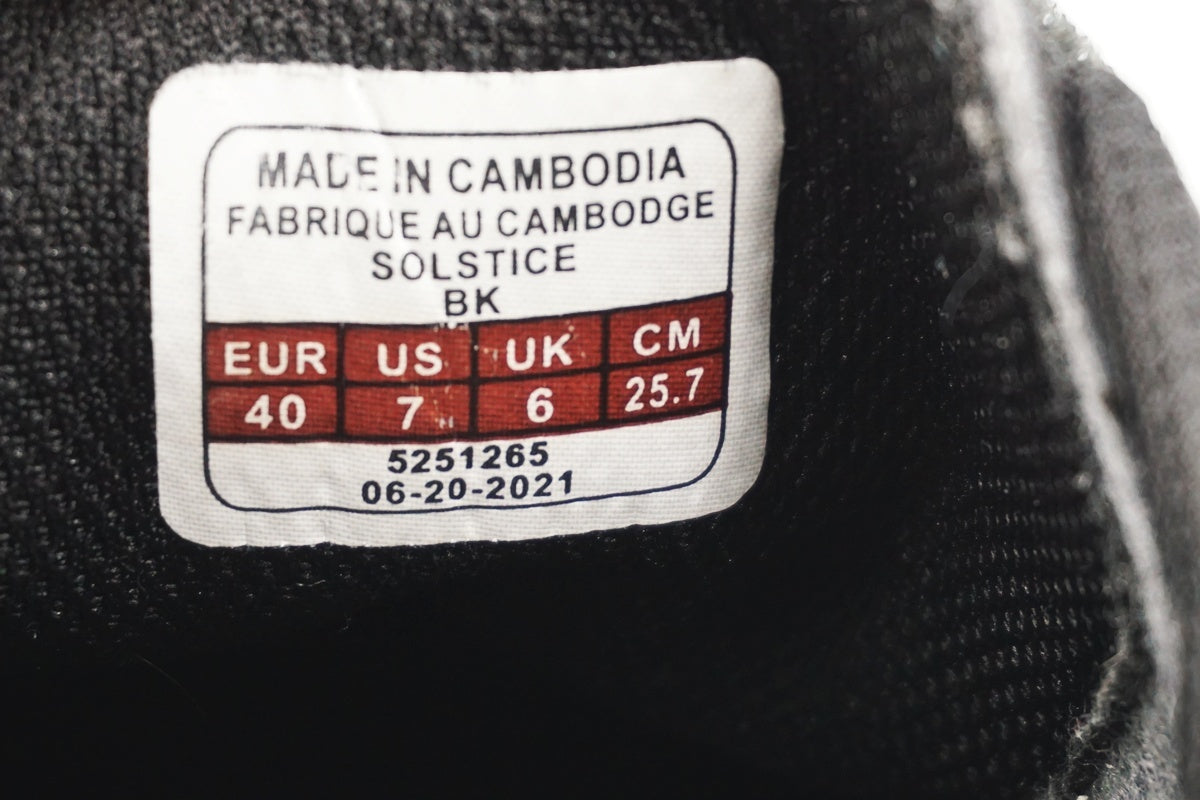 MADE IN CAMBODIA
FABRIQUE AU CAMBODGE
SOLSTICE
BK
EUR US UK CM
40 7 6 25.7
5251265
06-20-2021